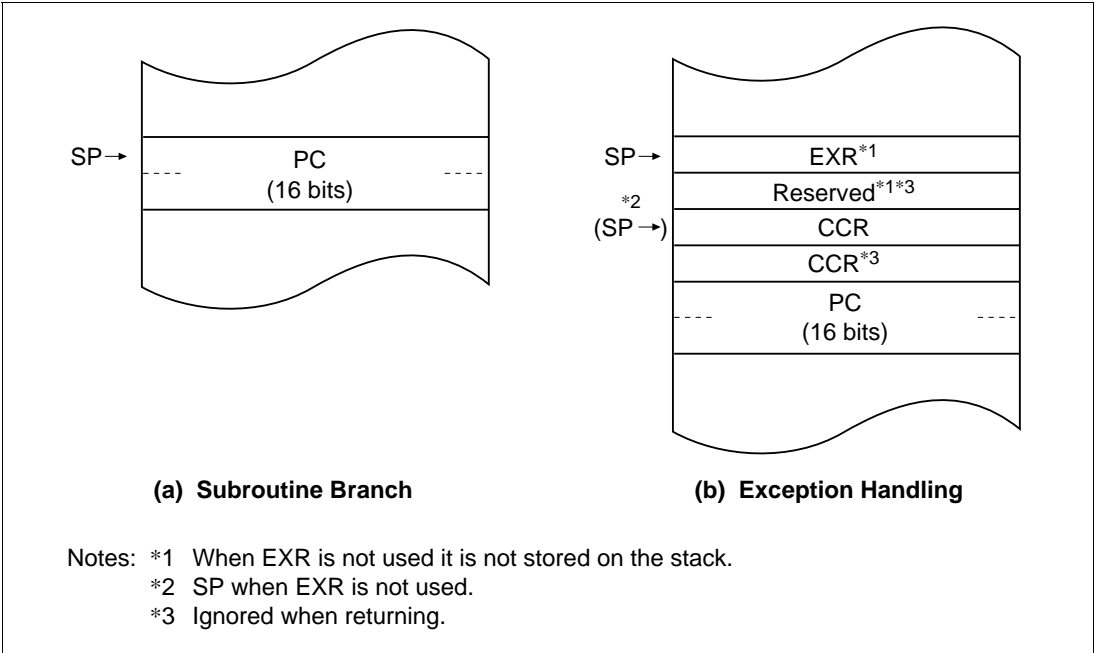 SP→
PC
(16 bits)
(a) Subroutine Branch
SP→
*2
(SP→)
EXR*1
Reserved*1*3
CCR
CCR*3
PC
(16 bits)
(b) Exception Handling
Notes: *1 When EXR is not used it is not stored on the stack.
*2 SP when EXR is not used.
*3 Ignored when returning.